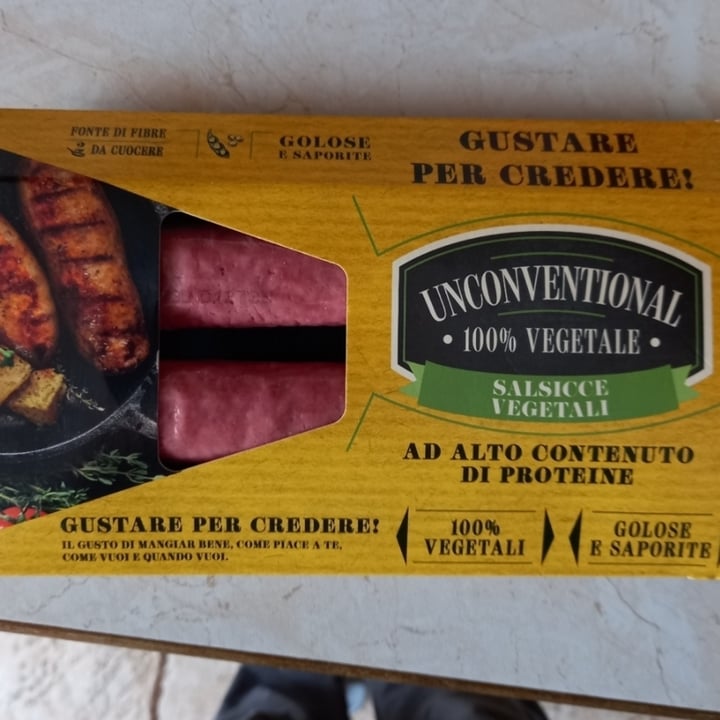 FONTE DI FIBRE
DA CUOCERE
GOLOSE
E SAPORITE
GUSTARE
PER CREDERE!
UNCONVENTIONAL
• 100% VEGETALE •
SALSICCE
VEGETALI
AD ALTO CONTENUTO
DI PROTEINE
GUSTARE PER CREDERE!
IL GUSTO DI MANGIAR BENE, COME PIACE A TE,
COME VUOI E QUANDO VUOI.
100%
VEGETALI
GOLOSE
E SAPORITE